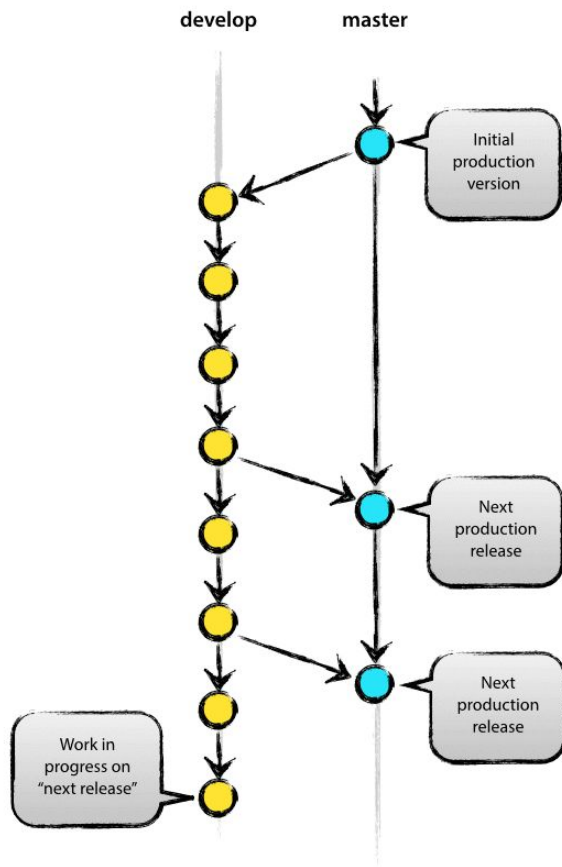 develop
master
Initial
production
version
Next
production
release
Next
production
release
Work in
progress on
“next release”